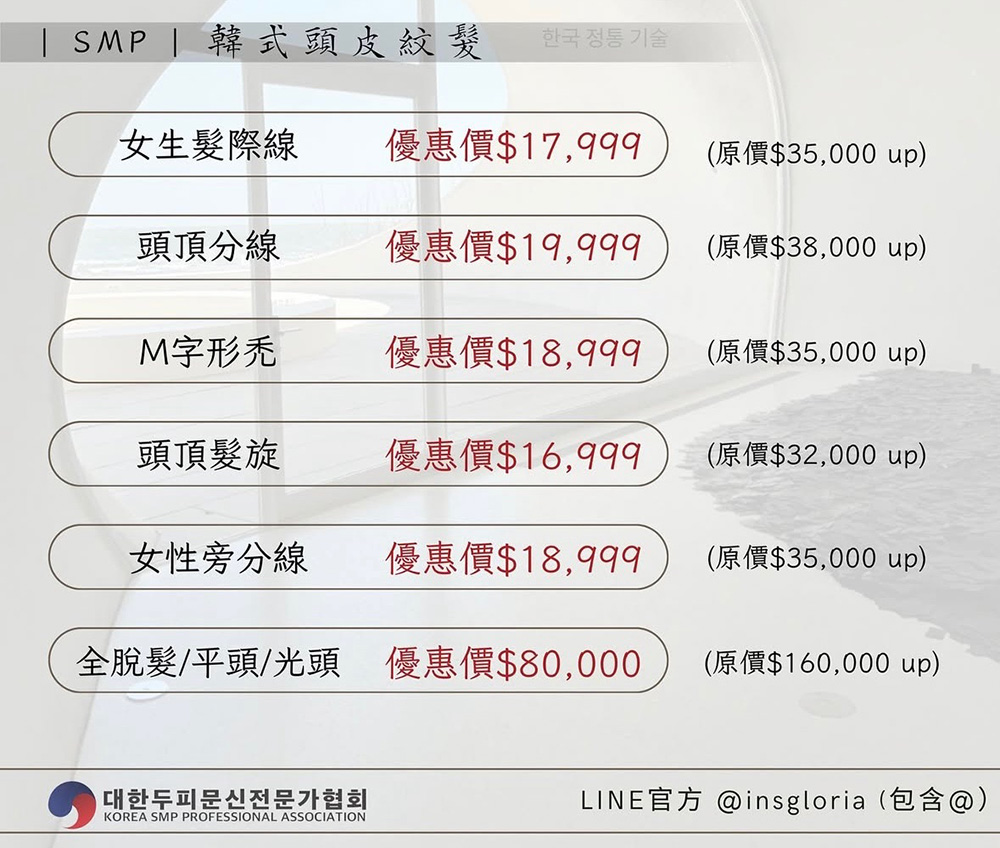 | SMP | 韓式頭皮紋髮 한국 정통 기술
女生髮際線 優惠價$17,999 (原價$35,000 up)
頭頂分線 優惠價$19,999 (原價$38,000 up)
M字形禿 優惠價$18,999 (原價$35,000 up)
頭頂髮旋 優惠價$16,999 (原價$32,000 up)
女性旁分線 優惠價$18,999 (原價$35,000 up)
全脫髮/平頭/光頭 優惠價$80,000 (原價$160,000 up)
대한두피문신전문가협회
KOREA SMP PROFESSIONAL ASSOCIATION
LINE官方 @insgloria (包含@)